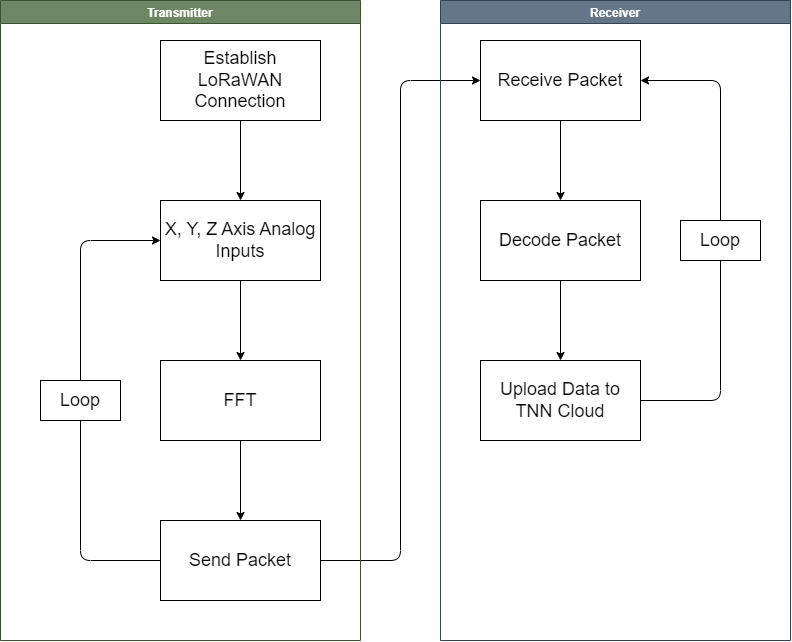 Transmitter
Establish
LoRaWAN
Connection
X, Y, Z Axis Analog
Inputs
Loop
FFT
Send Packet
Receiver
Receive Packet
Decode Packet
Loop
Upload Data to
TNN Cloud